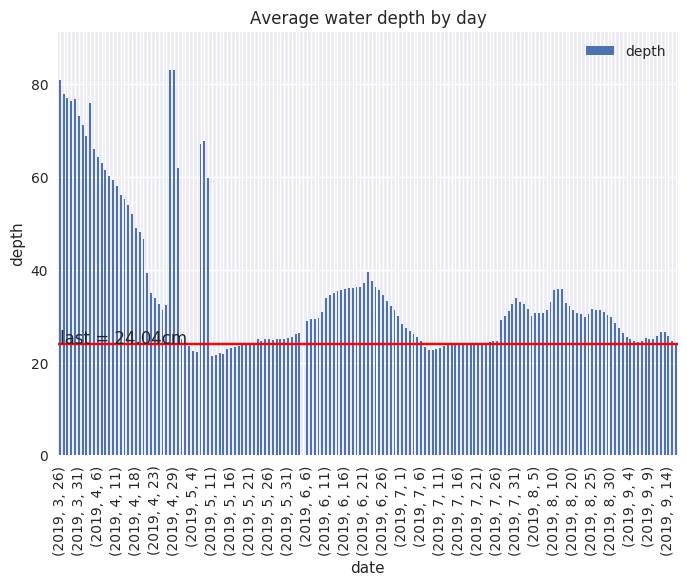 Average water depth by day
depth
80
60
40
20
0
depth
last = 24.04cm
(2019, 3, 26)
(2019, 3, 31)
(2019, 4, 6)
(2019, 4, 11)
(2019, 4, 18)
(2019, 4, 23)
(2019, 4, 29)
(2019, 5, 4)
(2019, 5, 11)
(2019, 5, 16)
(2019, 5, 21)
(2019, 5, 26)
(2019, 5, 31)
(2019, 6, 6)
(2019, 6, 11)
(2019, 6, 16)
(2019, 6, 21)
(2019, 6, 26)
(2019, 7, 1)
(2019, 7, 6)
(2019, 7, 11)
(2019, 7, 16)
(2019, 7, 21)
(2019, 7, 26)
(2019, 7, 31)
(2019, 8, 5)
(2019, 8, 10)
(2019, 8, 20)
(2019, 8, 25)
(2019, 8, 30)
(2019, 9, 4)
(2019, 9, 9)
(2019, 9, 14)
date